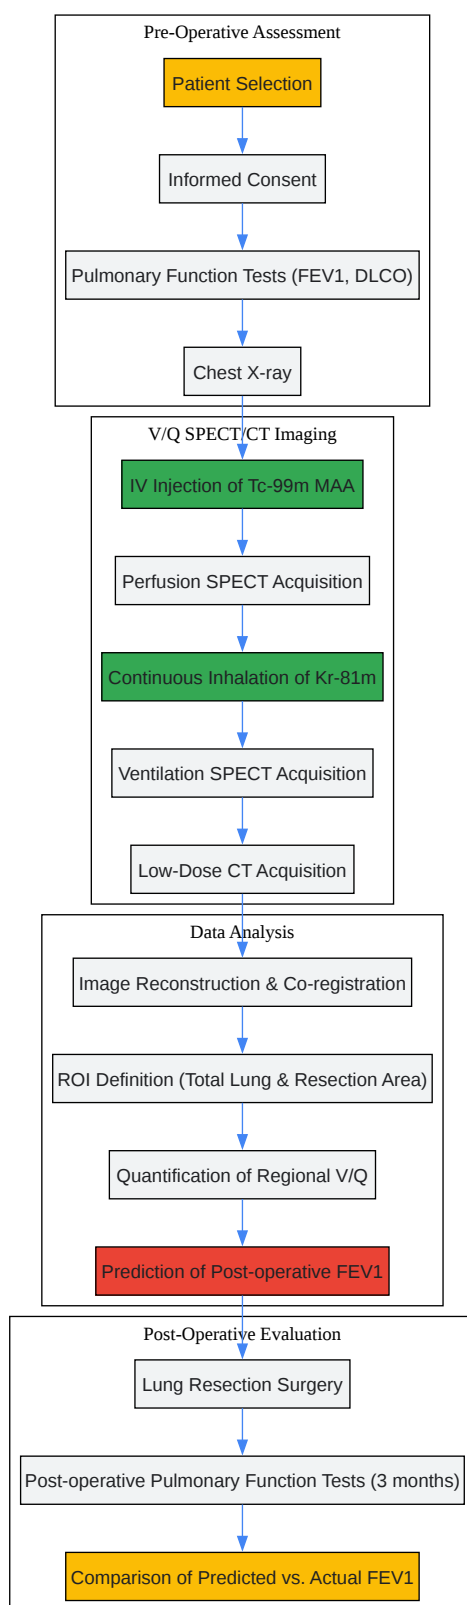 Pre-Operative Assessment
Patient Selection
Informed Consent
Pulmonary Function Tests (FEV1, DLCO)
Chest X-ray
V/Q SPECT/CT Imaging
IV Injection of Tc-99m MAA
Perfusion SPECT Acquisition
Continuous Inhalation of Kr-81m
Ventilation SPECT Acquisition
Low-Dose CT Acquisition
Data Analysis
Image Reconstruction & Co-registration
ROI Definition (Total Lung & Resection Area)
Quantification of Regional V/Q
Prediction of Post-operative FEV1
Post-Operative Evaluation
Lung Resection Surgery
Post-operative Pulmonary Function Tests (3 months)
Comparison of Predicted vs. Actual FEV1